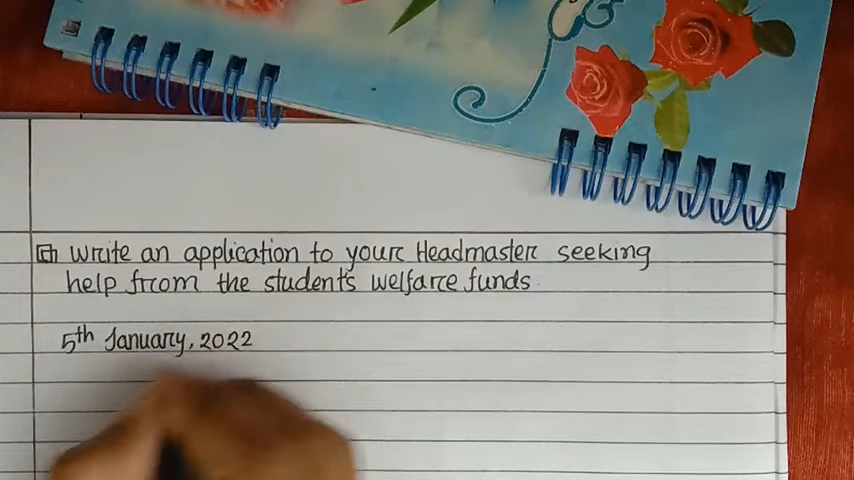 Write an application to your Headmaster seeking
help from the student's welfare funds.
5th January, 2022